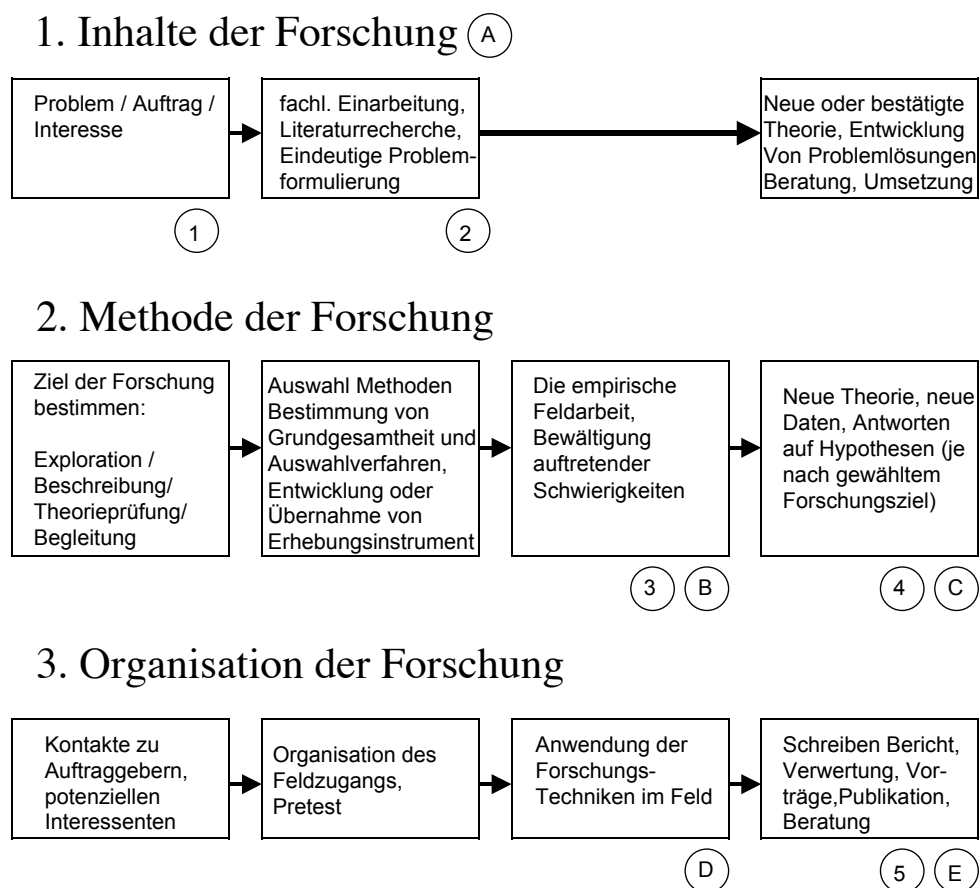 1. Inhalte der Forschung A
Problem / Auftrag /
Interesse
fachl. Einarbeitung,
Literaturrecherche,
Eindeutige Problem-
formulierung
Neue oder bestätigte
Theorie, Entwicklung
Von Problemlösungen
Beratung, Umsetzung
1
2
2. Methode der Forschung
Ziel der Forschung
bestimmen:
Exploration /
Beschreibung/
Theorieprüfung/
Begleitung
Auswahl Methoden
Bestimmung von
Grundgesamtheit und
Auswahlverfahren,
Entwicklung oder
Übernahme von
Erhebungsinstrument
Die empirische
Feldarbeit,
Bewältigung
auftretender
Schwierigkeiten
Neue Theorie, neue
Daten, Antworten
auf Hypothesen (je
nach gewähltem
Forschungsziel)
3 B
4 C
3. Organisation der Forschung
Kontakte zu
Auftraggebern,
potenziellen
Interessenten
Organisation des
Feldzugangs,
Pretest
Anwendung der
Forschungs-
Techniken im Feld
Schreiben Bericht,
Verwertung, Vor-
träge,Publikation,
Beratung
D
5 E